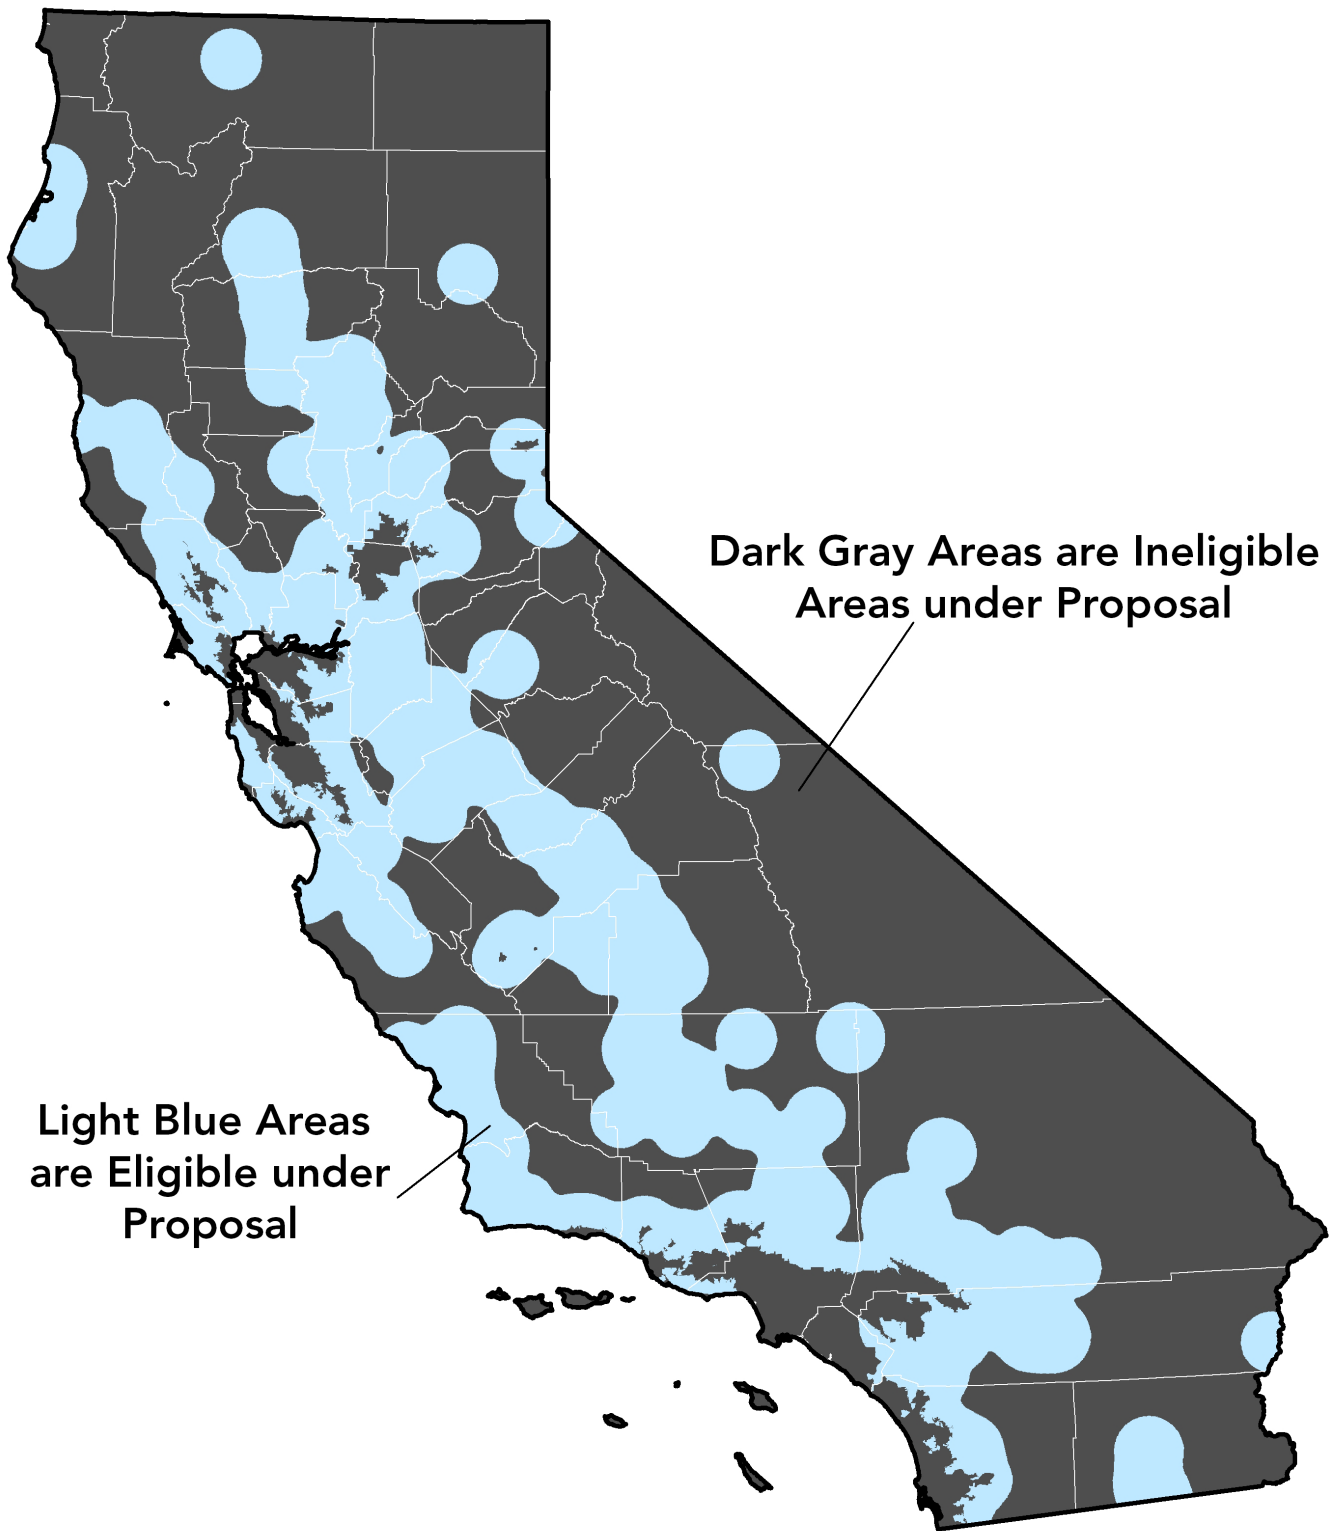 Dark Gray Areas are Ineligible
Areas under Proposal
Light Blue Areas
are Eligible under
Proposal